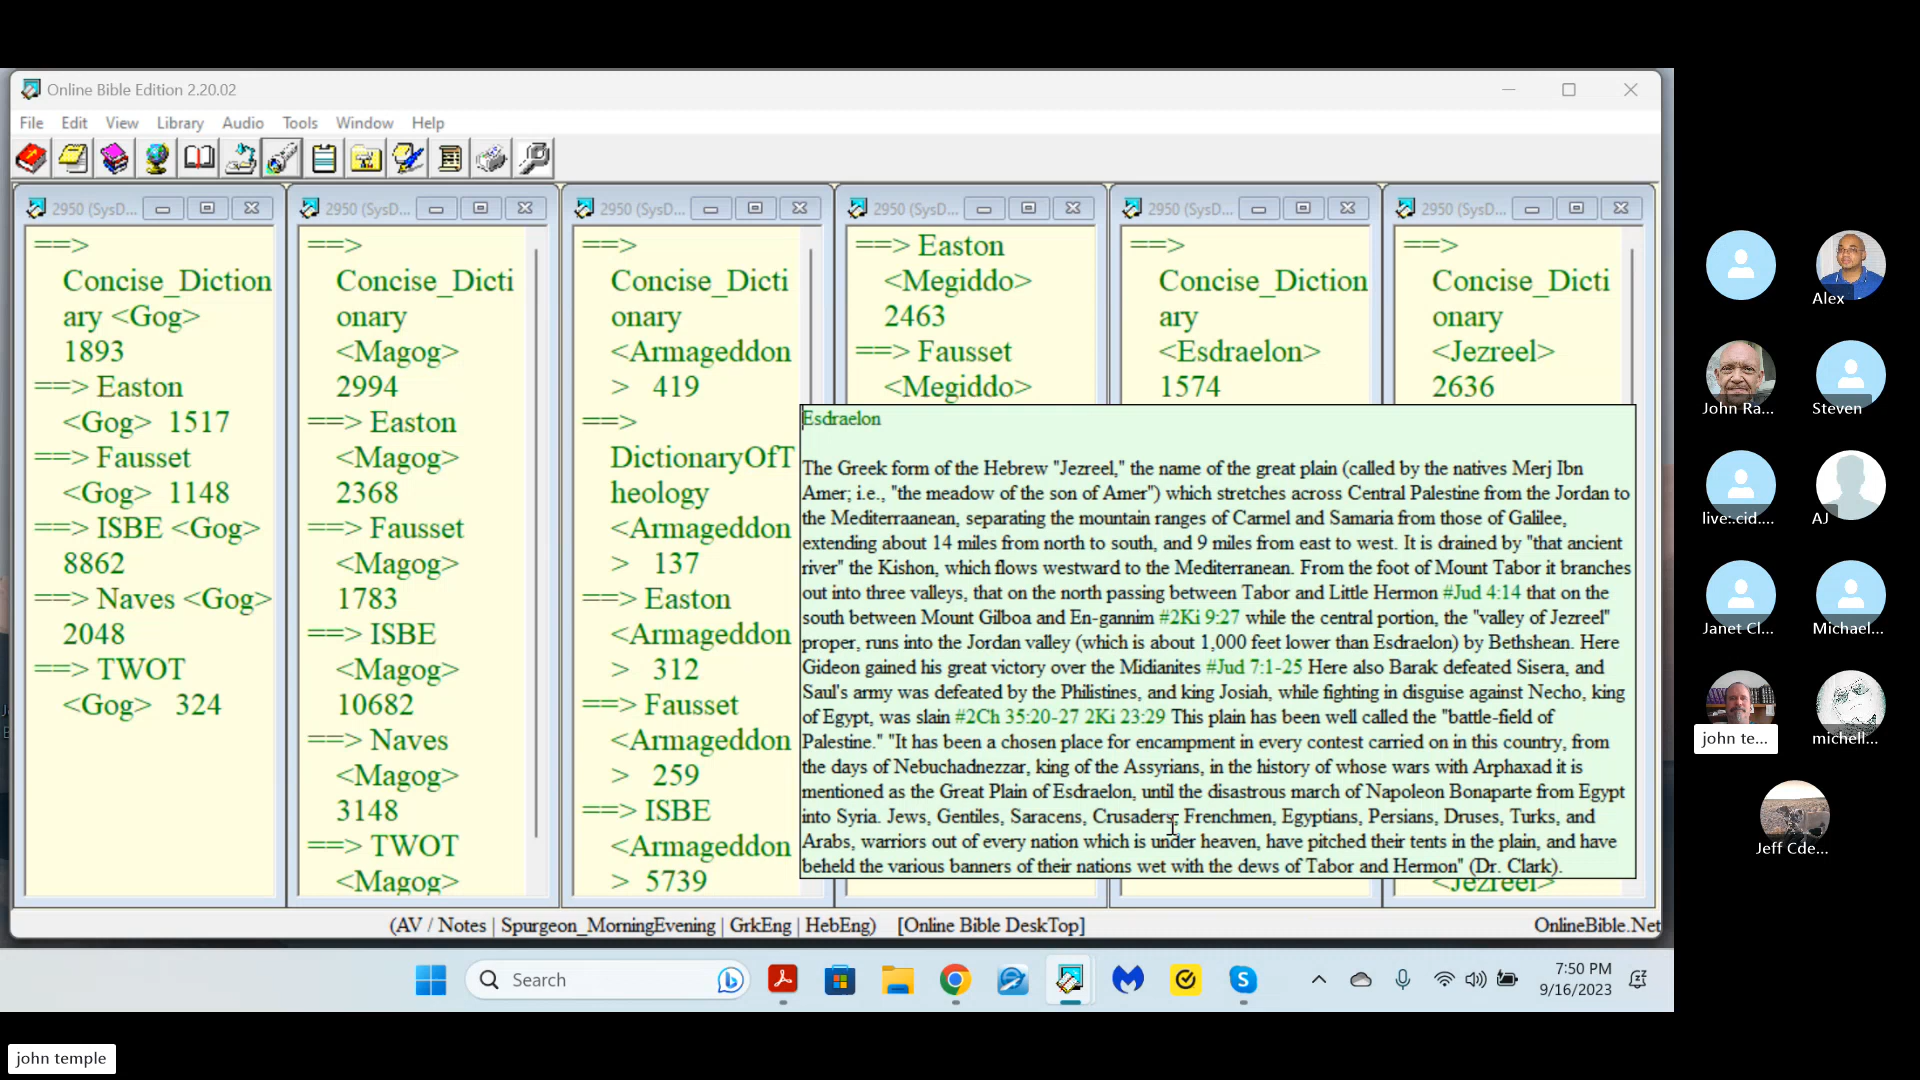 Online Bible Edition 2.20.02
File Edit View Library Audio Tools Window Help
2950 (SysD...
==>
Concise_Diction
ary <Gog>
1893
==> Easton
<Gog> 1517
==> Fausset
<Gog> 1148
==> ISBE <Gog>
8862
==> Naves <Gog>
2048
==> TWOT
<Gog> 324
2950 (SysD...
==>
Concise_Dicti
onary
<Magog>
2994
==> Easton
<Magog>
2368
==> Fausset
<Magog>
1783
==> ISBE
<Magog>
10682
==> Naves
<Magog>
3148
==> TWOT
<Magog>
2950 (SysD...
==>
Concise_Dicti
onary
<Armageddon
> 419
==>
DictionaryOfT
heology
<Armageddon
> 137
==> Easton
<Armageddon
> 312
==> Fausset
<Armageddon
> 259
==> ISBE
<Armageddon
> 5739
2950 (SysD...
==> Easton
<Megiddo>
2463
==> Fausset
<Megiddo>
2950 (SysD...
==>
Concise_Diction
ary
<Esdraelon>
1574
2950 (SysD...
==>
Concise_Dicti
onary
<Jezreel>
2636
<Jezreel>
Esdraelon
The Greek form of the Hebrew "Jezreel," the name of the great plain (called by the natives Merj Ibn
Amer; i.e., "the meadow of the son of Amer") which stretches across Central Palestine from the Jordan to
the Mediterraanean, separating the mountain ranges of Carmel and Samaria from those of Galilee,
extending about 14 miles from north to south, and 9 miles from east to west. It is drained by "that ancient
river" the Kishon, which flows westward to the Mediterranean. From the foot of Mount Tabor it branches
out into three valleys, that on the north passing between Tabor and Little Hermon #Jud 4:14 that on the
south between Mount Gilboa and En-gannim #2Ki 9:27 while the central portion, the "valley of Jezreel"
proper, runs into the Jordan valley (which is about 1,000 feet lower than Esdraelon) by Bethshean. Here
Gideon gained his great victory over the Midianites #Jud 7:1-25 Here also Barak defeated Sisera, and
Saul's army was defeated by the Philistines, and king Josiah, while fighting in disguise against Necho, king
of Egypt, was slain #2Ch 35:20-27 2Ki 23:29 This plain has been well called the "battle-field of
Palestine." "It has been a chosen place for encampment in every contest carried on in this country, from
the days of Nebuchadnezzar, king of the Assyrians, in the history of whose wars with Arphaxad it is
mentioned as the Great Plain of Esdraelon, until the disastrous march of Napoleon Bonaparte from Egypt
into Syria. Jews, Gentiles, Saracens, Crusaders, Frenchmen, Egyptians, Persians, Druses, Turks, and
Arabs, warriors out of every nation which is under heaven, have pitched their tents in the plain, and have
beheld the various banners of their nations wet with the dews of Tabor and Hermon" (Dr. Clark).
(AV / Notes | Spurgeon_MorningEvening | GrkEng | HebEng) [Online Bible DeskTop] OnlineBible.Net
Search
7:50 PM
9/16/2023
Alex
John Ra...
Steven
live:.cid....
AJ
Janet Cl...
Michael...
john te...
michell...
Jeff Cde...
john temple